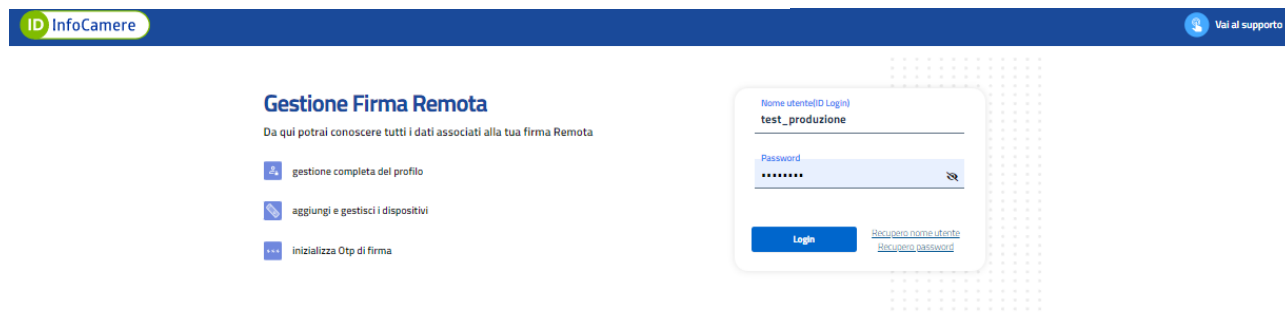 ID InfoCamere
Vai al supporto
Gestione Firma Remota
Da qui potrai conoscere tutti i dati associati alla tua firma Remota
gestione completa del profilo
aggiungi e gestisci i dispositivi
inizializza Otp di firma
Nome utente(ID Login)
test_produzione
Password
••••••••
Login
Recupero nome utente
Recupero password